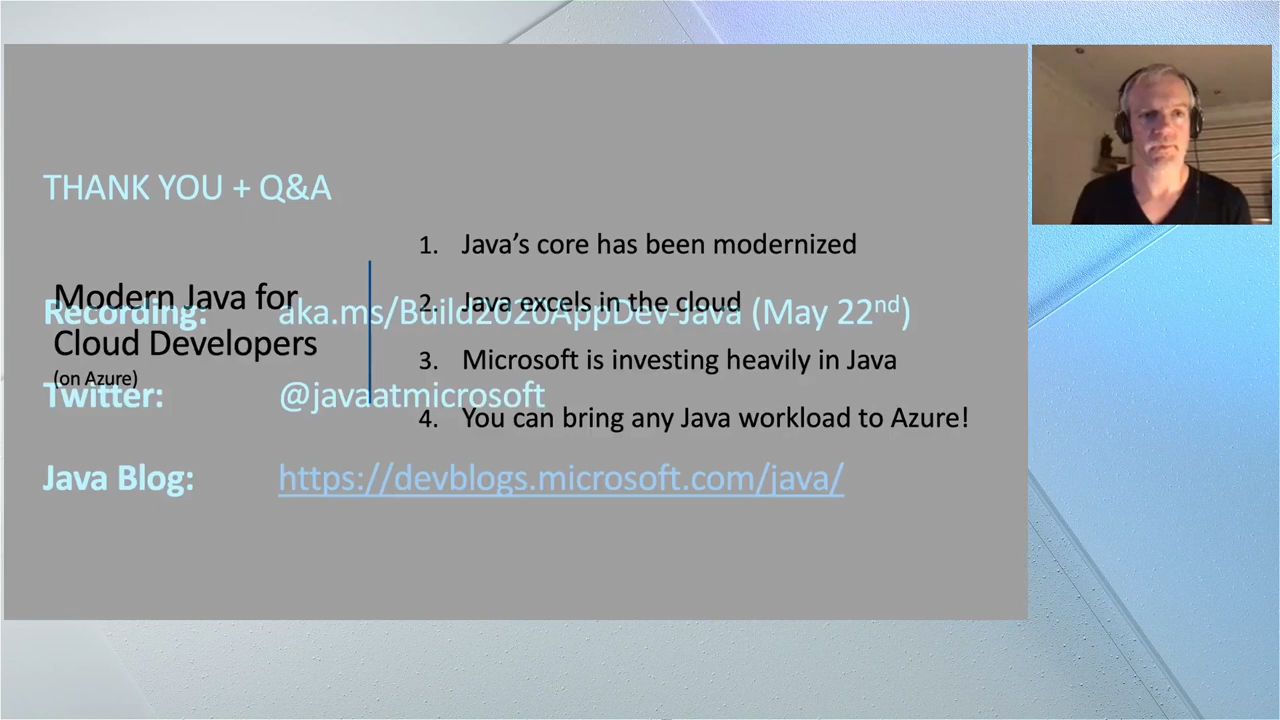 THANK YOU + Q&A
Recording: aka.ms/Build2020AppDev-Java (May 22nd)
Twitter: @javaatmicrosoft
Java Blog: https://devblogs.microsoft.com/java/
Modern Java for
Cloud Developers
(on Azure)
1. Java's core has been modernized
2. Java excels in the cloud
3. Microsoft is investing heavily in Java
4. You can bring any Java workload to Azure!